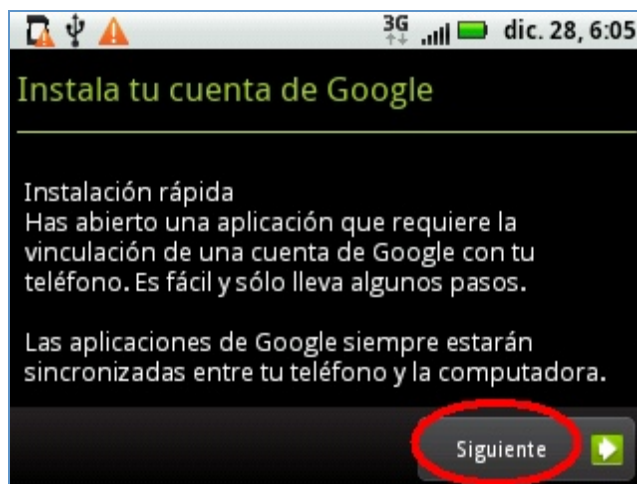 3G dic. 28, 6:05
Instala tu cuenta de Google
Instalación rápida
Has abierto una aplicación que requiere la
vinculación de una cuenta de Google con tu
teléfono. Es fácil y sólo lleva algunos pasos.
Las aplicaciones de Google siempre estarán
sincronizadas entre tu teléfono y la computadora.
Siguiente